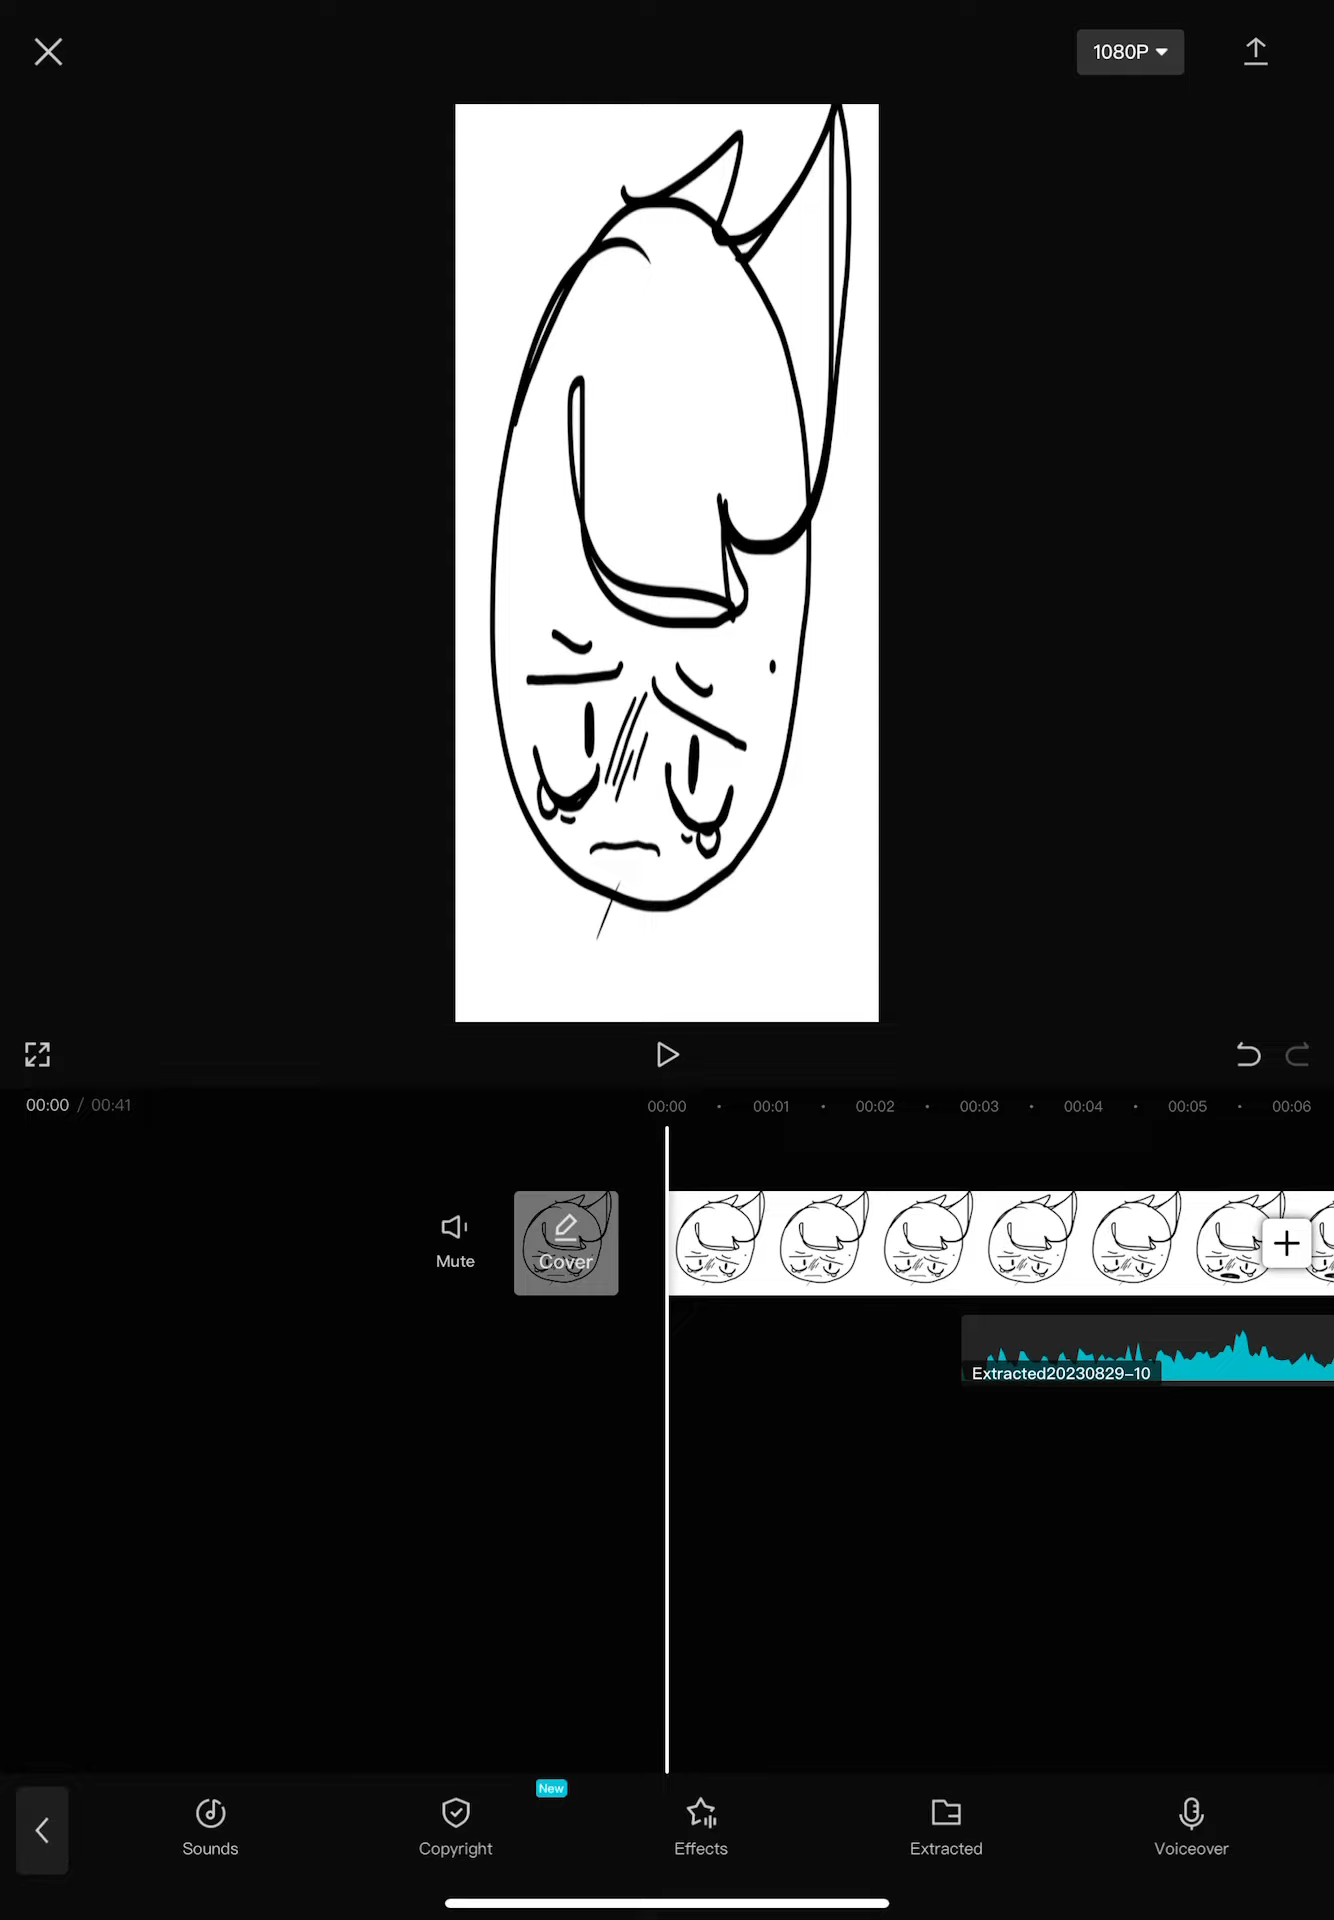 1080P
00:00 / 00:41
00:00 00:01 00:02 00:03 00:04 00:05 00:06
Mute
Cover
Extracted20230829–10
New
Sounds
Copyright
Effects
Extracted
Voiceover